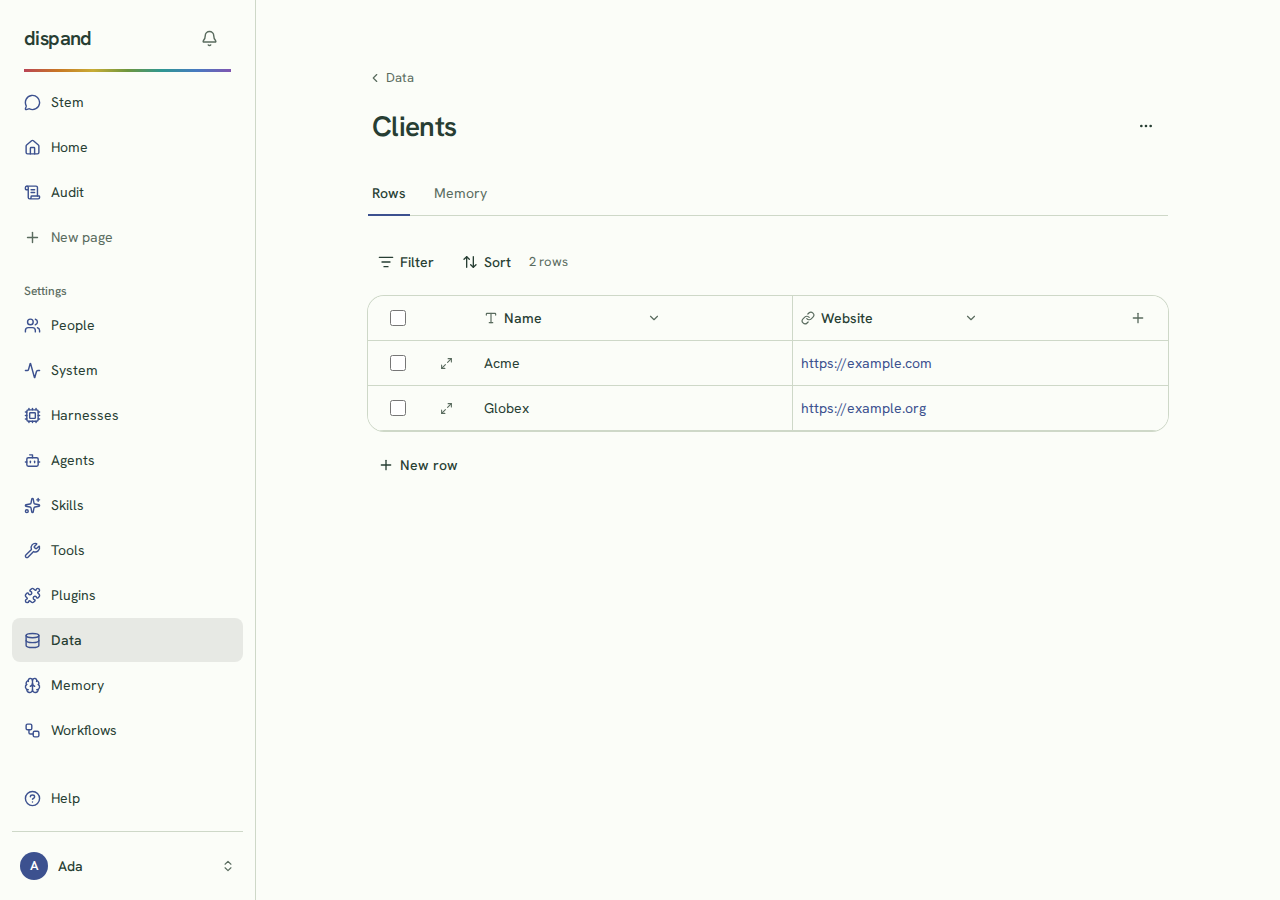 dispand
Stem
Home
Audit
New page
Settings
People
System
Harnesses
Agents
Skills
Tools
Plugins
Data
Memory
Workflows
Help
A Ada
Data
Clients
Rows Memory
Filter Sort 2 rows
Name Website
Acme https://example.com
Globex https://example.org
New row